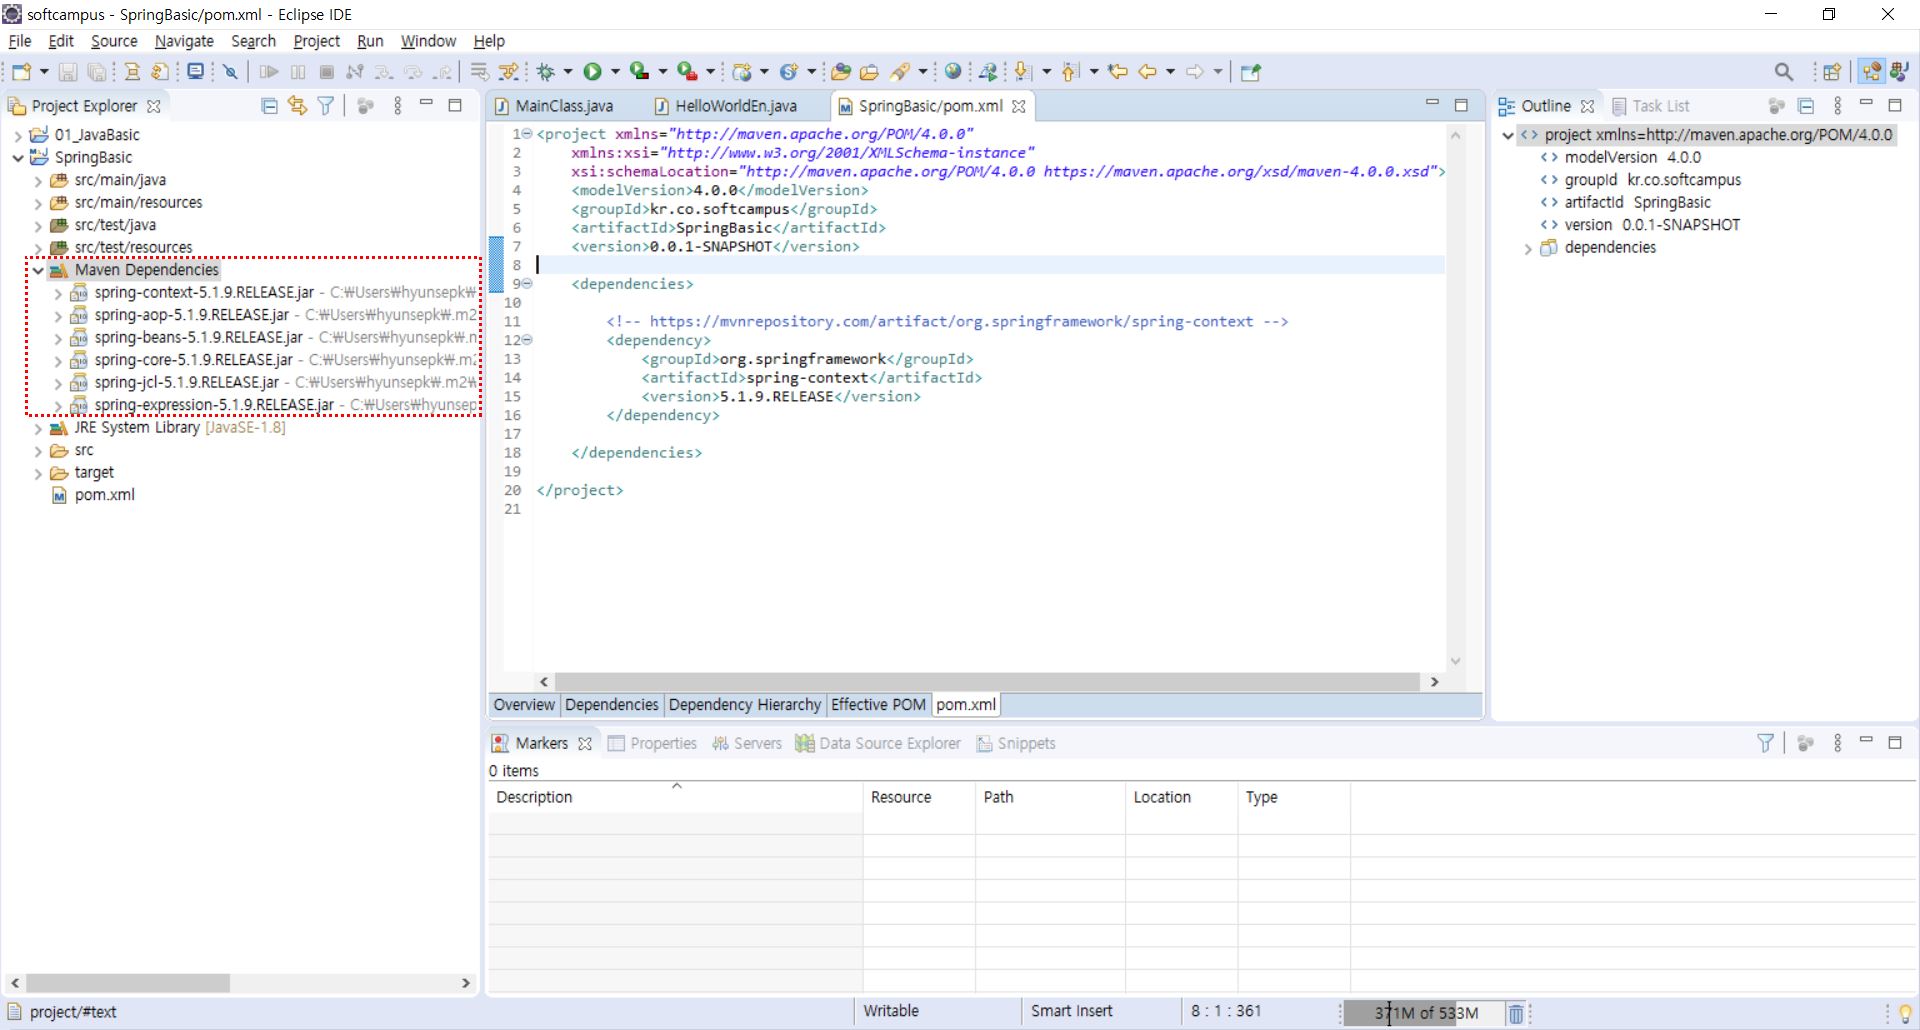 softcampus - SpringBasic/pom.xml - Eclipse IDE
File Edit Source Navigate Search Project Run Window Help
Project Explorer
01_JavaBasic
SpringBasic
src/main/java
src/main/resources
src/test/java
src/test/resources
Maven Dependencies
spring-context-5.1.9.RELEASE.jar - C:₩Users₩hyunsepk₩
spring-aop-5.1.9.RELEASE.jar - C:₩Users₩hyunsepk₩.m2
spring-beans-5.1.9.RELEASE.jar - C:₩Users₩hyunsepk₩.n
spring-core-5.1.9.RELEASE.jar - C:₩Users₩hyunsepk₩.m2
spring-jcl-5.1.9.RELEASE.jar - C:₩Users₩hyunsepk₩.m2₩
spring-expression-5.1.9.RELEASE.jar - C:₩Users₩hyunsep
JRE System Library [JavaSE-1.8]
src
target
pom.xml
MainClass.java HelloWorldEn.java SpringBasic/pom.xml
1 <project xmlns="http://maven.apache.org/POM/4.0.0"
2 xmlns:xsi="http://www.w3.org/2001/XMLSchema-instance"
3 xsi:schemaLocation="http://maven.apache.org/POM/4.0.0 https://maven.apache.org/xsd/maven-4.0.0.xsd">
4 <modelVersion>4.0.0</modelVersion>
5 <groupId>kr.co.softcampus</groupId>
6 <artifactId>SpringBasic</artifactId>
7 <version>0.0.1-SNAPSHOT</version>
8
9 <dependencies>
10
11 <!-- https://mvnrepository.com/artifact/org.springframework/spring-context -->
12 <dependency>
13 <groupId>org.springframework</groupId>
14 <artifactId>spring-context</artifactId>
15 <version>5.1.9.RELEASE</version>
16 </dependency>
17
18 </dependencies>
19
20 </project>
21
Overview Dependencies Dependency Hierarchy Effective POM pom.xml
Outline Task List
project xmlns=http://maven.apache.org/POM/4.0.0
modelVersion 4.0.0
groupId kr.co.softcampus
artifactId SpringBasic
version 0.0.1-SNAPSHOT
dependencies
Markers Properties Servers Data Source Explorer Snippets
0 items
Description Resource Path Location Type
project/#text Writable Smart Insert 8 : 1 : 361 371M of 533M